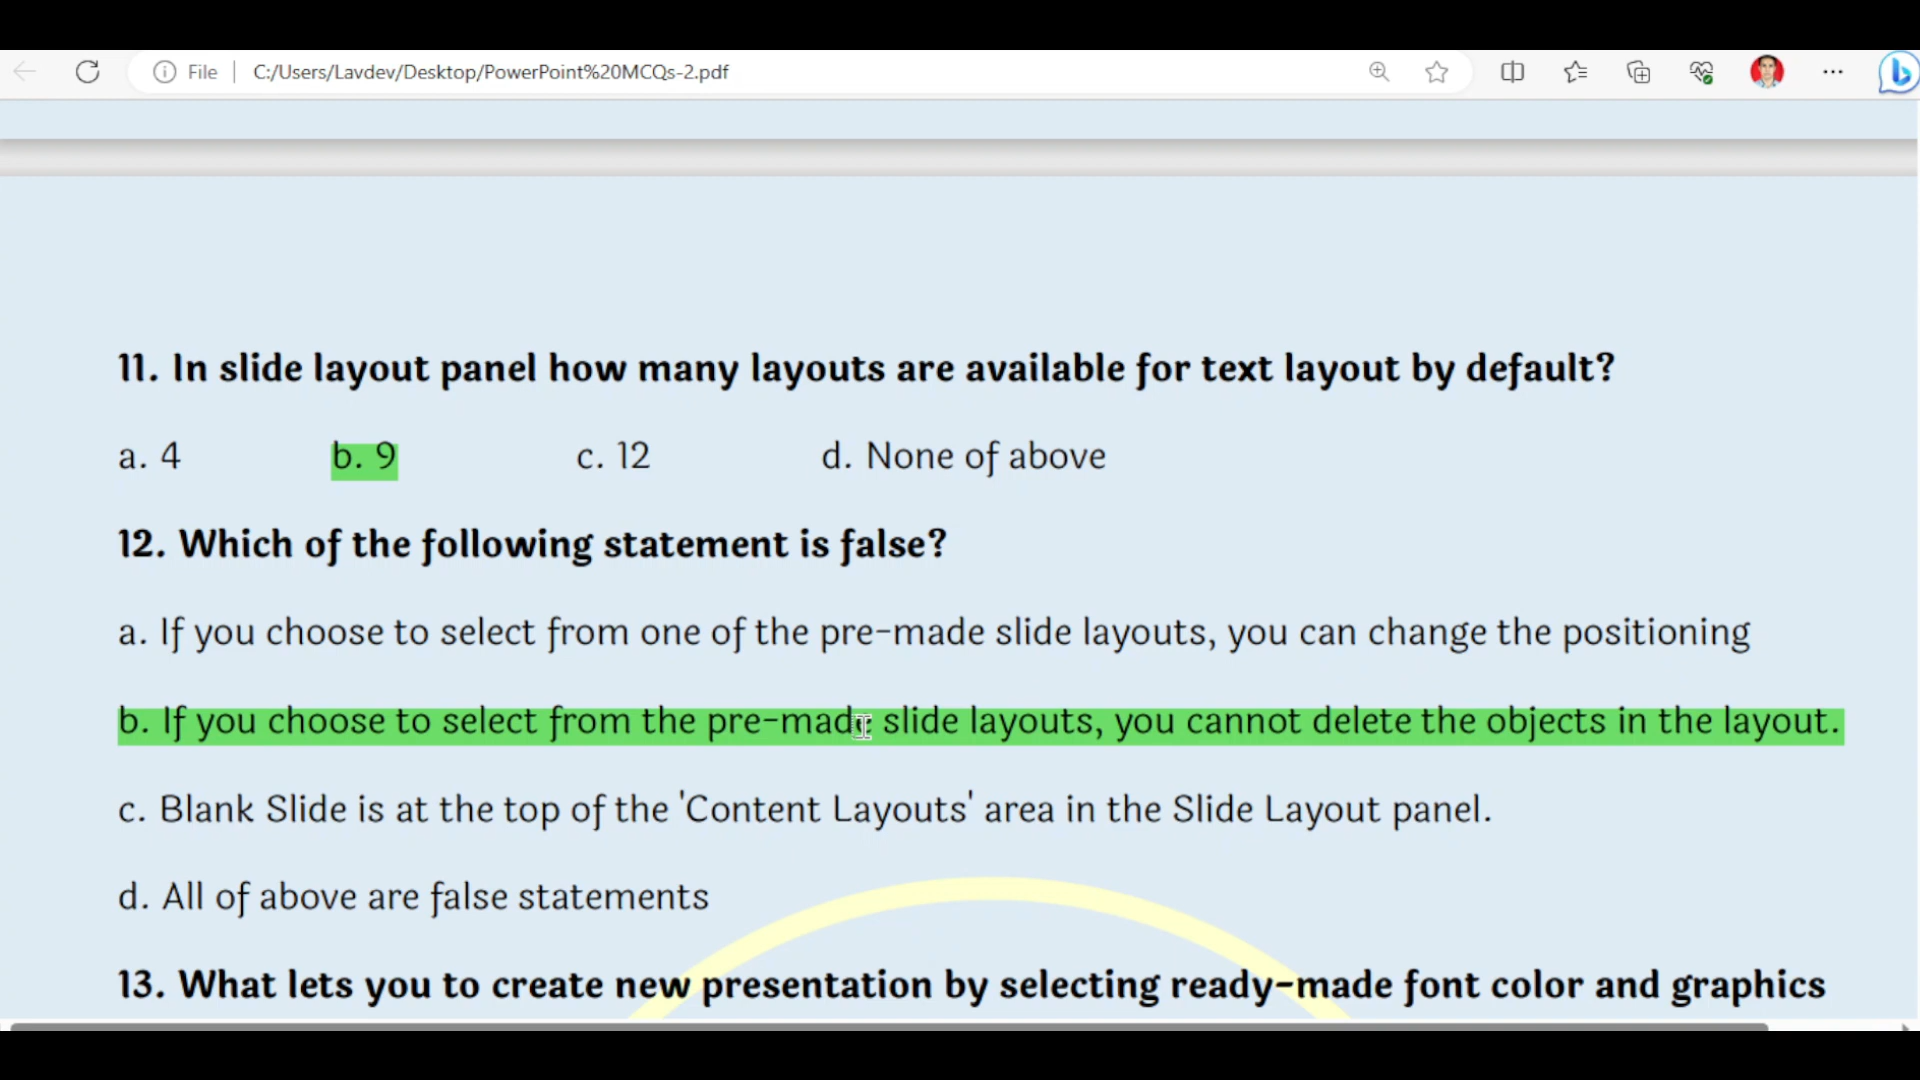 File C:/Users/Lavdev/Desktop/PowerPoint%20MCQs-2.pdf
11. In slide layout panel how many layouts are available for text layout by default?
a. 4 b. 9 c. 12 d. None of above
12. Which of the following statement is false?
a. If you choose to select from one of the pre-made slide layouts, you can change the positioning
b. If you choose to select from the pre-made slide layouts, you cannot delete the objects in the layout.
c. Blank Slide is at the top of the 'Content Layouts' area in the Slide Layout panel.
d. All of above are false statements
13. What lets you to create new presentation by selecting ready-made font color and graphics